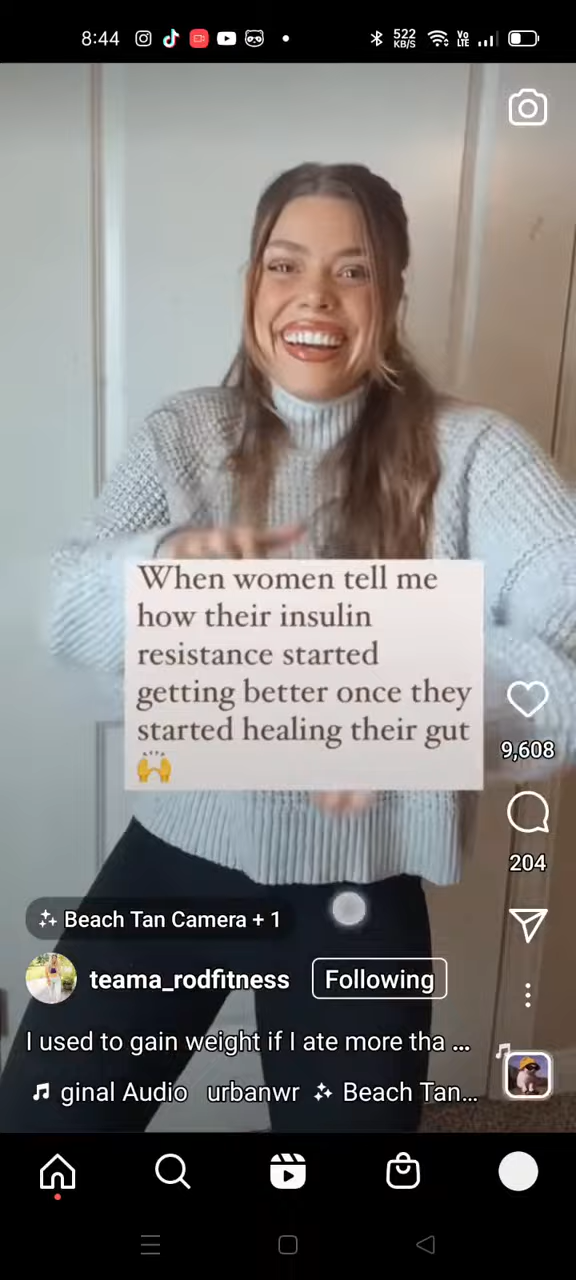 8:44
522
KB/S
Vo
LTE
When women tell me
how their insulin
resistance started
getting better once they
started healing their gut
🙌
9,608
204
Beach Tan Camera + 1
teama_rodfitness
Following
I used to gain weight if I ate more tha ...
ginal Audio urbanwr Beach Tan...